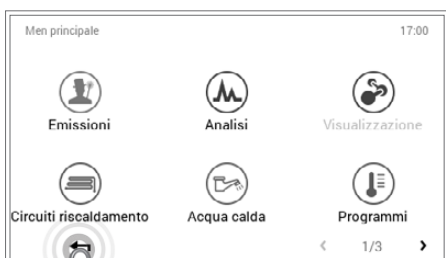 Men principale 17:00
Emissioni Analisi Visualizzazione
Circuiti riscaldamento Acqua calda Programmi
1/3